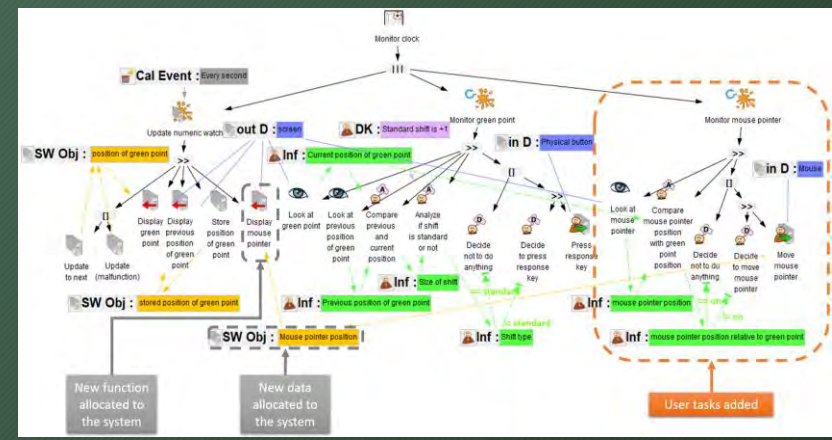 Monitor clock
|||
Cal Event : Every second
Update numeric watch
out D : screen
DK : Standard shift is +1
Monitor green point
Monitor mouse pointer
in D : Physical button
SW Obj : position of green point
Inf : Current position of green point
>>
>>
[]
>>
[]
in D : Mouse
[]
Display
green
point
Display
previous
position of
green point
Store
position
of green
point
Display
mouse
pointer
Look at
green point
Look at
previous
position
of green
point
Compare
previous
and current
position
Analyze
if shift
is standard
or not
>>
Decide
not to do
anything
Decide
to press
response
key
Press
response
key
Look at
mouse
pointer
Compare
mouse pointer
position
with green
point position
>>
Decide
not to do
anything
Decide
to move
mouse
pointer
Move
mouse
pointer
Update
to next
Update
(malfunction)
SW Obj : stored position of green point
Inf : Size of shift
Inf : Previous position of green point
== standard
Inf : mouse pointer position
SW Obj : Mouse pointer position
Inf : Shift type
Inf : mouse pointer position relative to green point
New function
allocated to
the system
New data
allocated to
the system
User tasks added